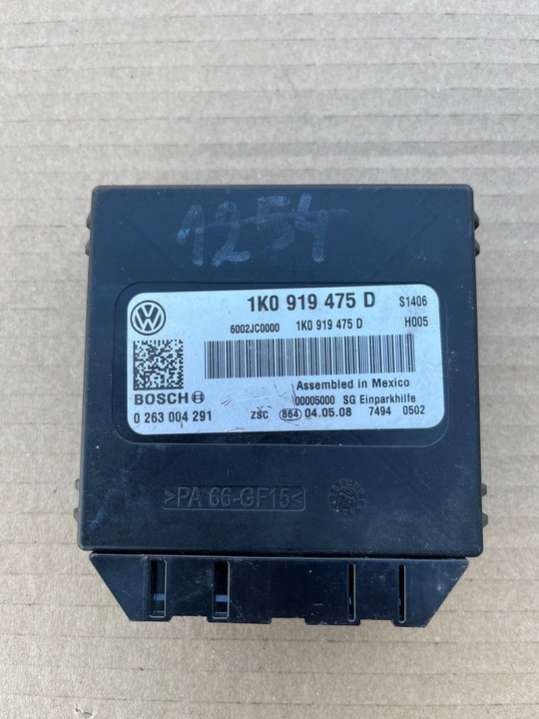 1254
1K0 919 475 D S1406
6002JC0000 1K0 919 475 D H005
Assembled in Mexico
BOSCH 00005000 SG Einparkhilfe
0 263 004 291 ZSC 864 04.05.08 7494 0502
>PA 66-GF15<